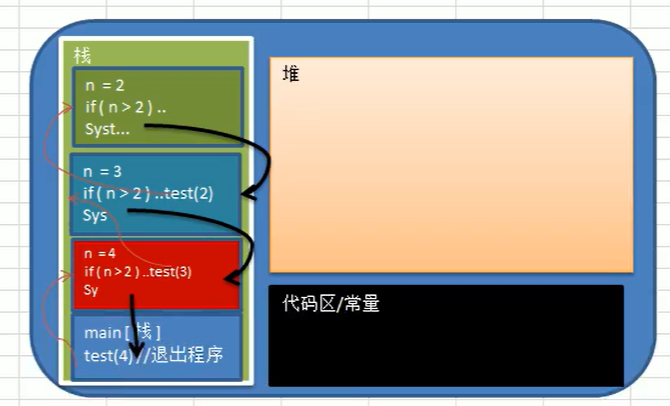 栈
n = 2
if ( n > 2 ) ..
Syst...
n = 3
if ( n > 2 ) ..test(2)
Sys
n = 4
if ( n > 2 ) ..test(3)
Sy
main [ 栈 ]
test(4) //退出程序
堆
代码区/常量